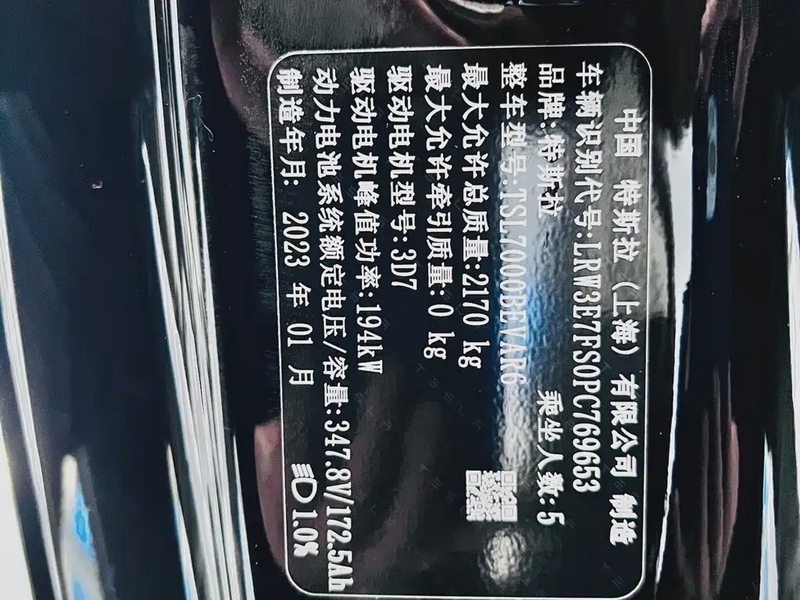 中国 特斯拉（上海）有限公司 制造
车辆识别代号:LRW3E7FS0PC769653
品牌:特斯拉 乘坐人数:5
整车型号:TSL7000BEVAR6
最大允许总质量:2170 kg
最大允许牵引质量:0 kg
驱动电机型号:3D7
驱动电机峰值功率:194kW
动力电池系统额定电压/容量:347.8V/172.5Ah
制造年月: 2023 年 01 月 1.0%